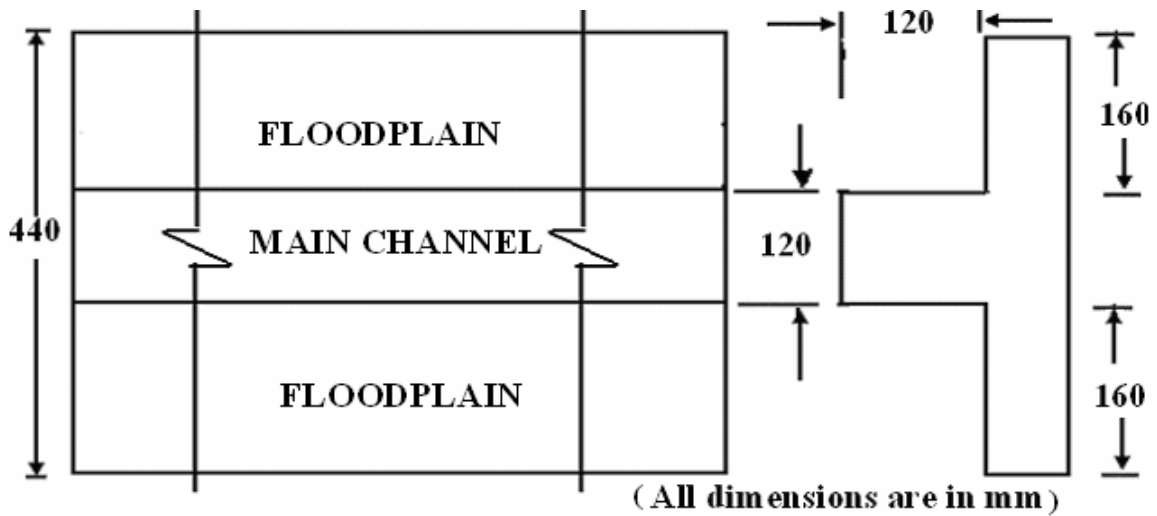 120
160
FLOODPLAIN
440
MAIN CHANNEL
120
FLOODPLAIN
160
( All dimensions are in mm )